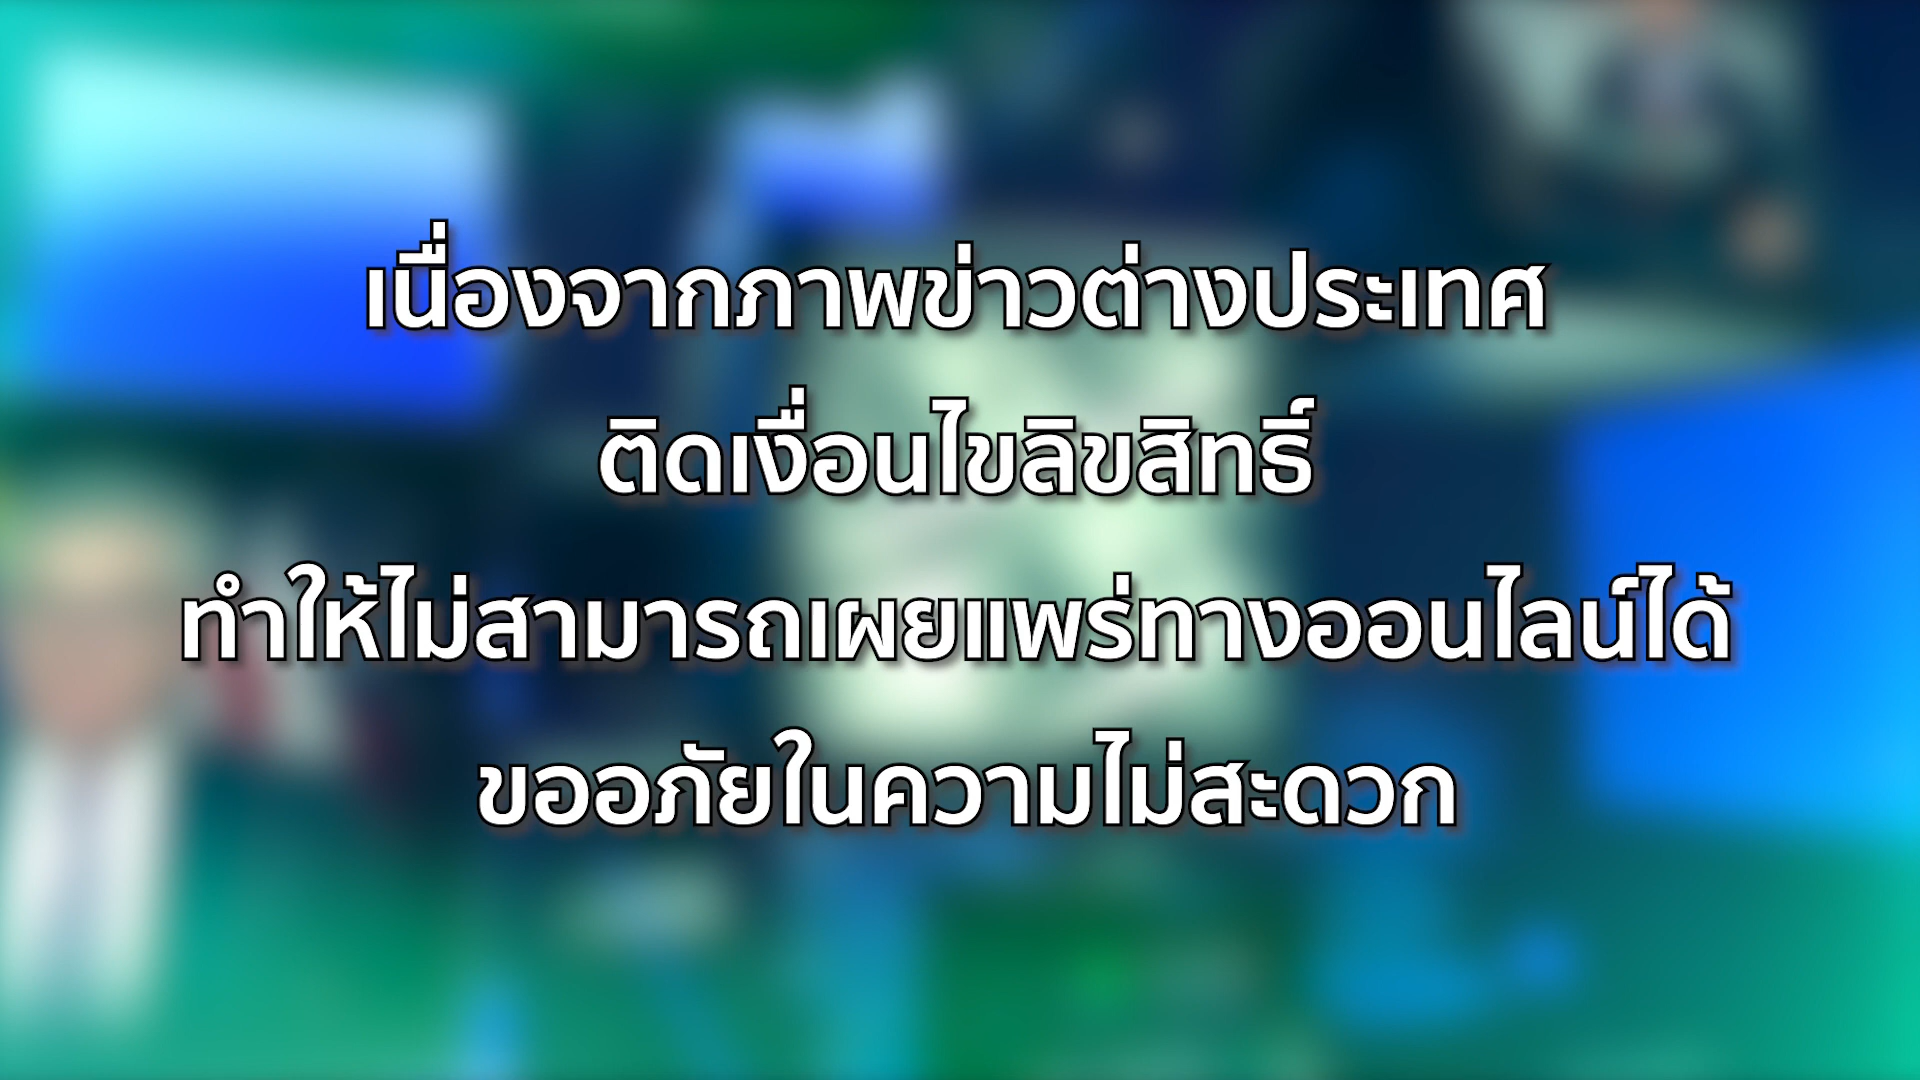 เนื่องจากภาพข่าวต่างประเทศ
ติดเงื่อนไขลิขสิทธิ์
ทำให้ไม่สามารถเผยแพร่ทางออนไลน์ได้
ขออภัยในความไม่สะดวก